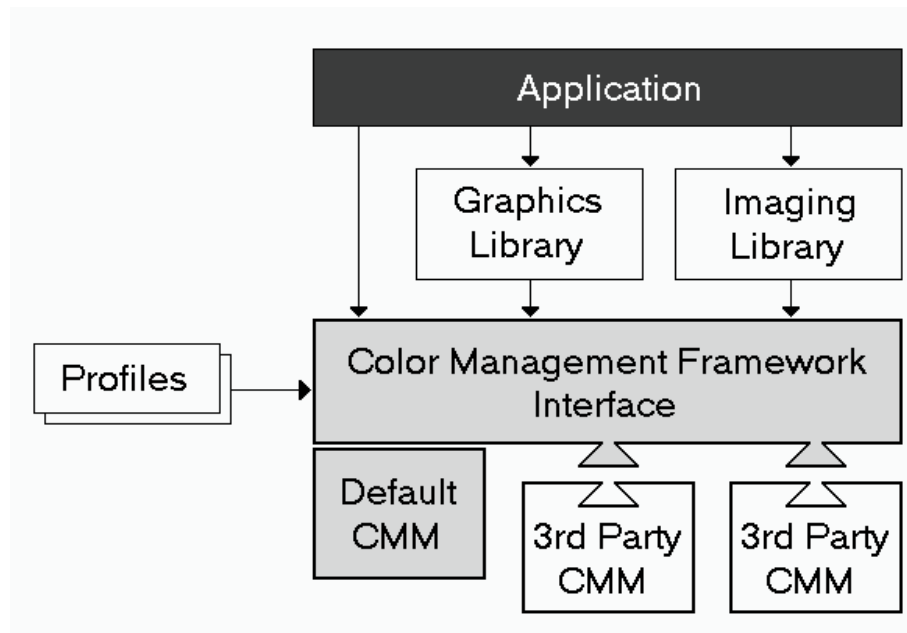 Application
Graphics
Library
Imaging
Library
Color Management Framework
Interface
Profiles
Default
CMM
3rd Party
CMM
3rd Party
CMM